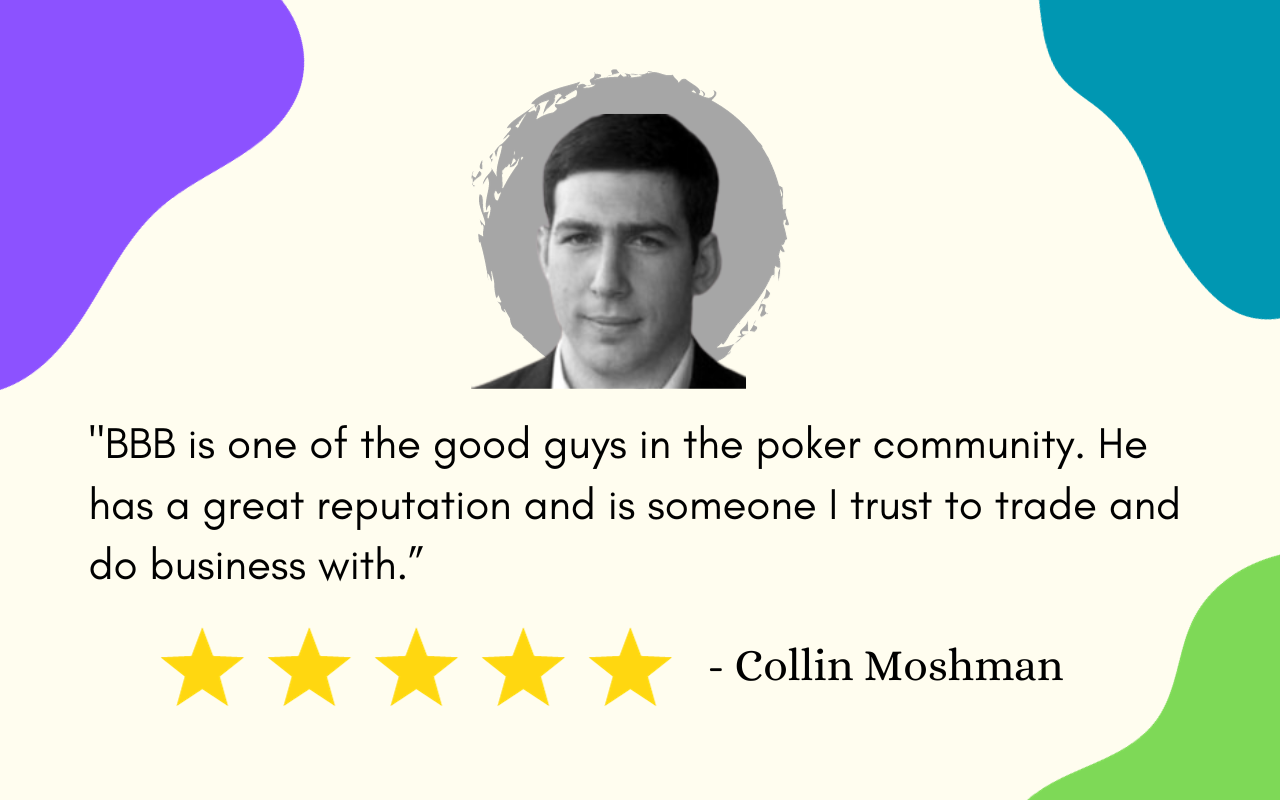 "BBB is one of the good guys in the poker community. He
has a great reputation and is someone I trust to trade and
do business with.”
- Collin Moshman